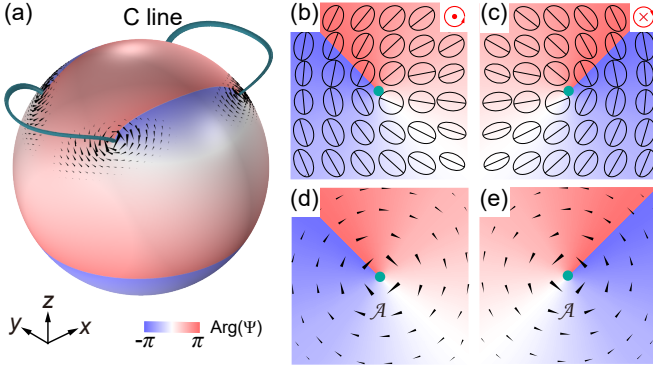 (a)
C line
(b)
(c)
(d)
(e)
𝒜
𝒜
z
y
x
-π
π
Arg(Ψ)